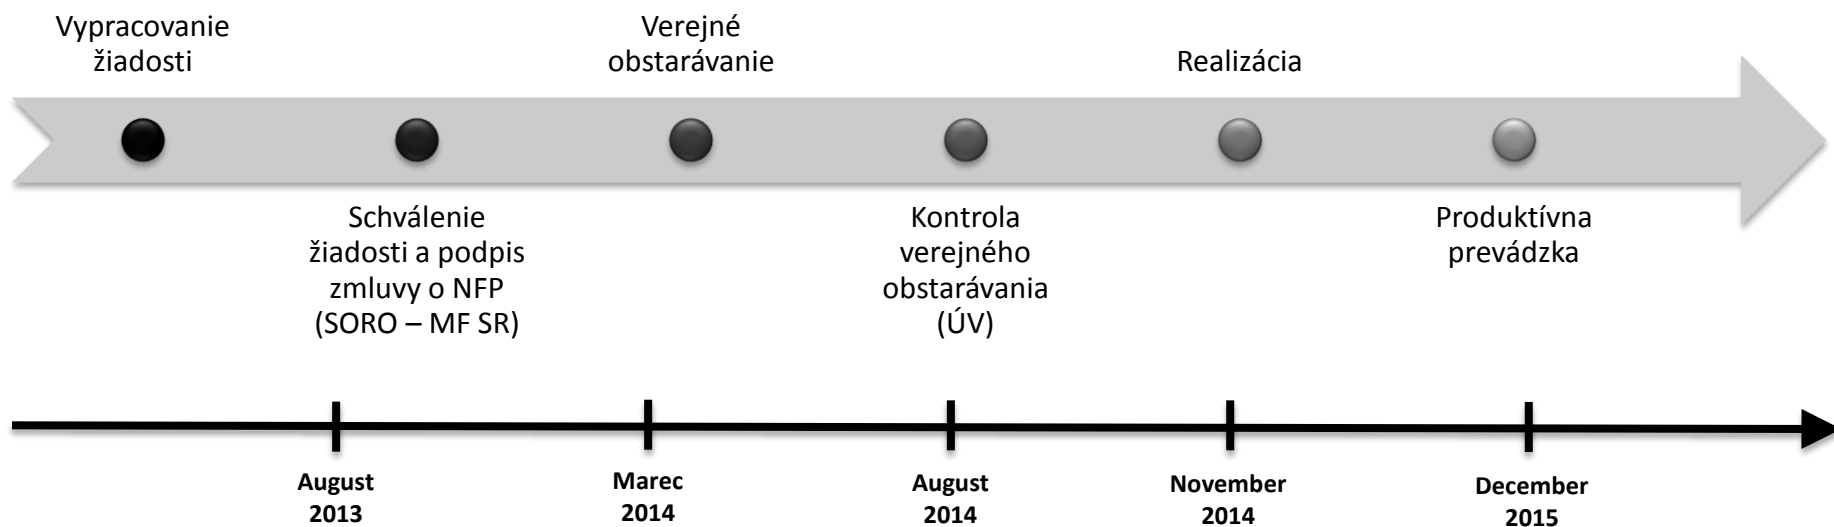 Vypracovanie
žiadosti
Verejné
obstarávanie
Realizácia
Schválenie
žiadosti a podpis
zmluvy o NFP
(SORO – MF SR)
Kontrola
verejného
obstarávania
(ÚV)
Produktívna
prevádzka
August
2013
Marec
2014
August
2014
November
2014
December
2015